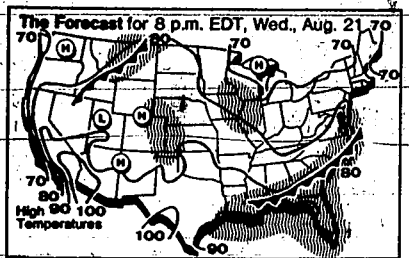 The Forecast for 8 p.m. EDT, Wed., Aug. 21
70 80 70 70
H H
70
L H
H
80
70
80
90
100
High
Temperatures
100
90